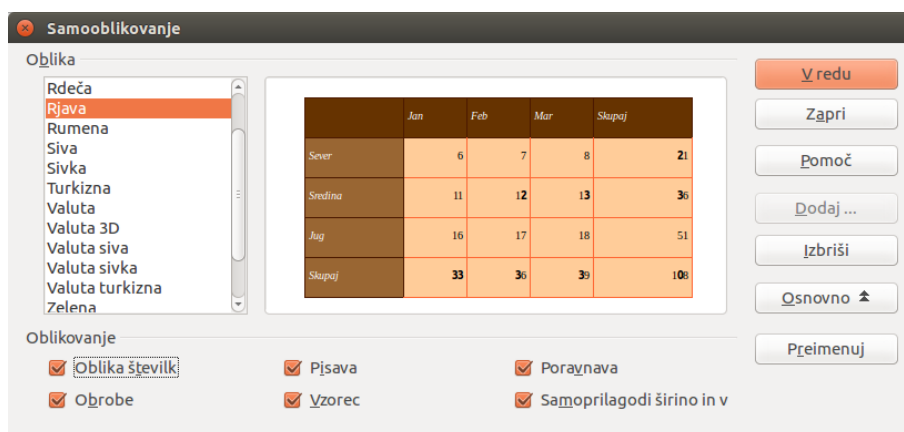 Samooblikovanje
Oblika
Rdeča
Rjava
Rumena
Siva
Sivka
Turkizna
Valuta
Valuta 3D
Valuta siva
Valuta sivka
Valuta turkizna
Zelena
Jan Feb Mar Skupaj
Sever 6 7 8 21
Sredina 11 12 13 36
Jug 16 17 18 51
Skupaj 33 36 39 108
V redu
Zapri
Pomoč
Dodaj ...
Izbriši
Osnovno
Preimenuj
Oblikovanje
Oblika številk Pisava Poravnava
Obrobe Vzorec Samoprilagodi širino in v